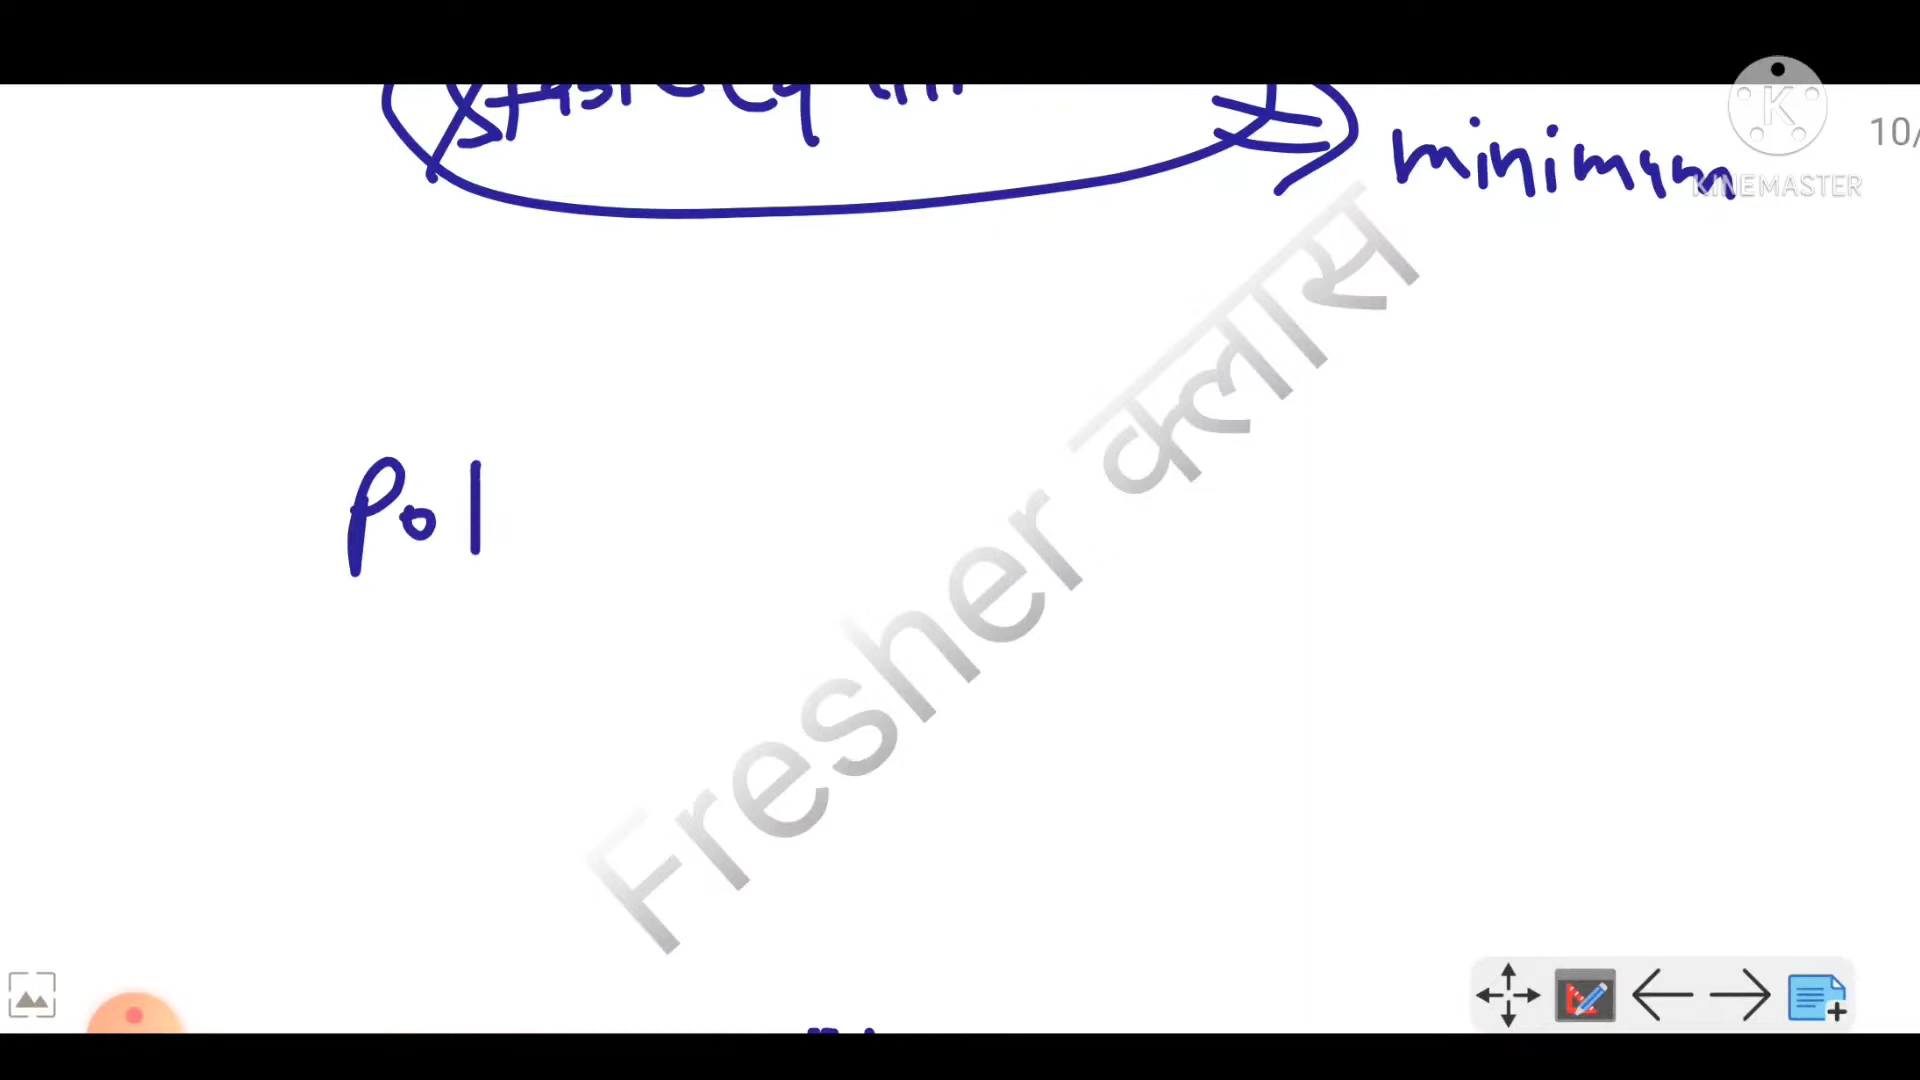 minimum
10/
KINEMASTER
Pol
Fresher क्लास